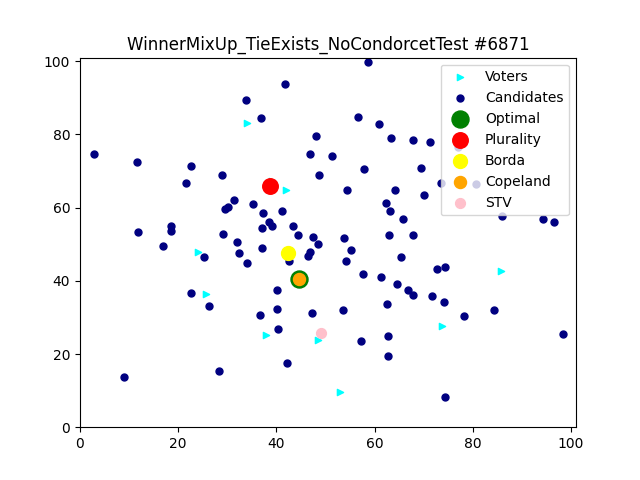 WinnerMixUp_TieExists_NoCondorcetTest #6871
100
80
60
40
20
0
0
20
40
60
80
100
Voters
Candidates
Optimal
Plurality
Borda
Copeland
STV